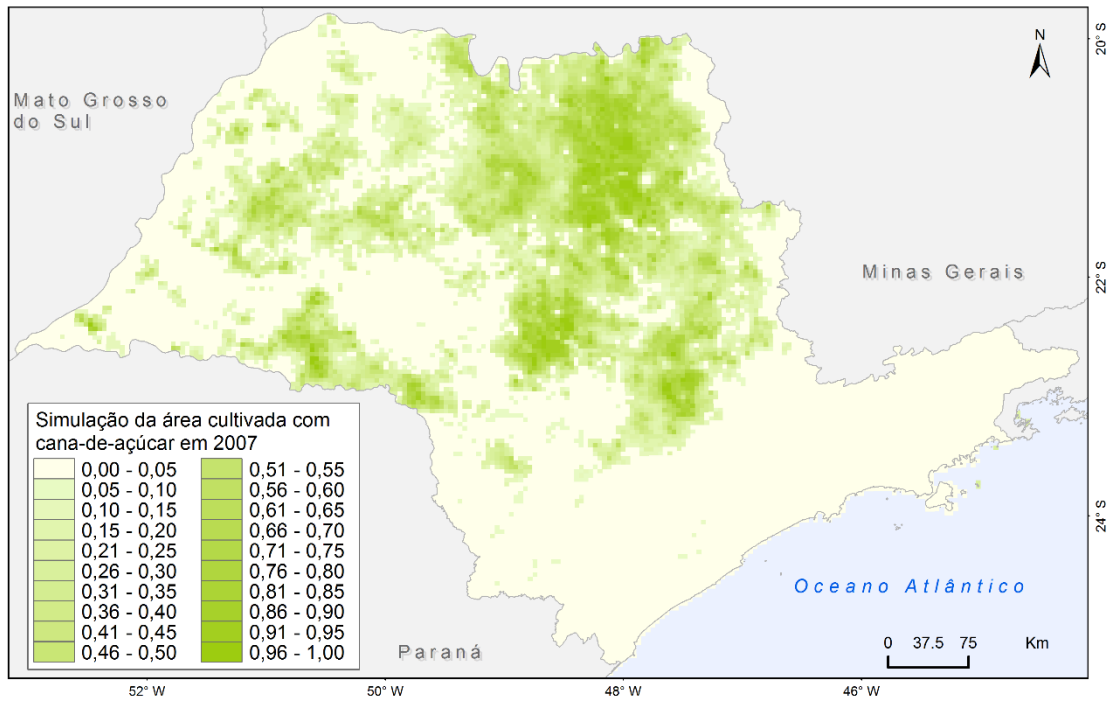 N
20° S
Mato Grosso
do Sul
Minas Gerais
22° S
Simulação da área cultivada com
cana-de-açúcar em 2007
0,00 - 0,05
0,05 - 0,10
0,10 - 0,15
0,15 - 0,20
0,21 - 0,25
0,26 - 0,30
0,31 - 0,35
0,36 - 0,40
0,41 - 0,45
0,46 - 0,50
0,51 - 0,55
0,56 - 0,60
0,61 - 0,65
0,66 - 0,70
0,71 - 0,75
0,76 - 0,80
0,81 - 0,85
0,86 - 0,90
0,91 - 0,95
0,96 - 1,00
24° S
Oceano Atlântico
Paraná
0 37.5 75 Km
52° W 50° W 48° W 46° W